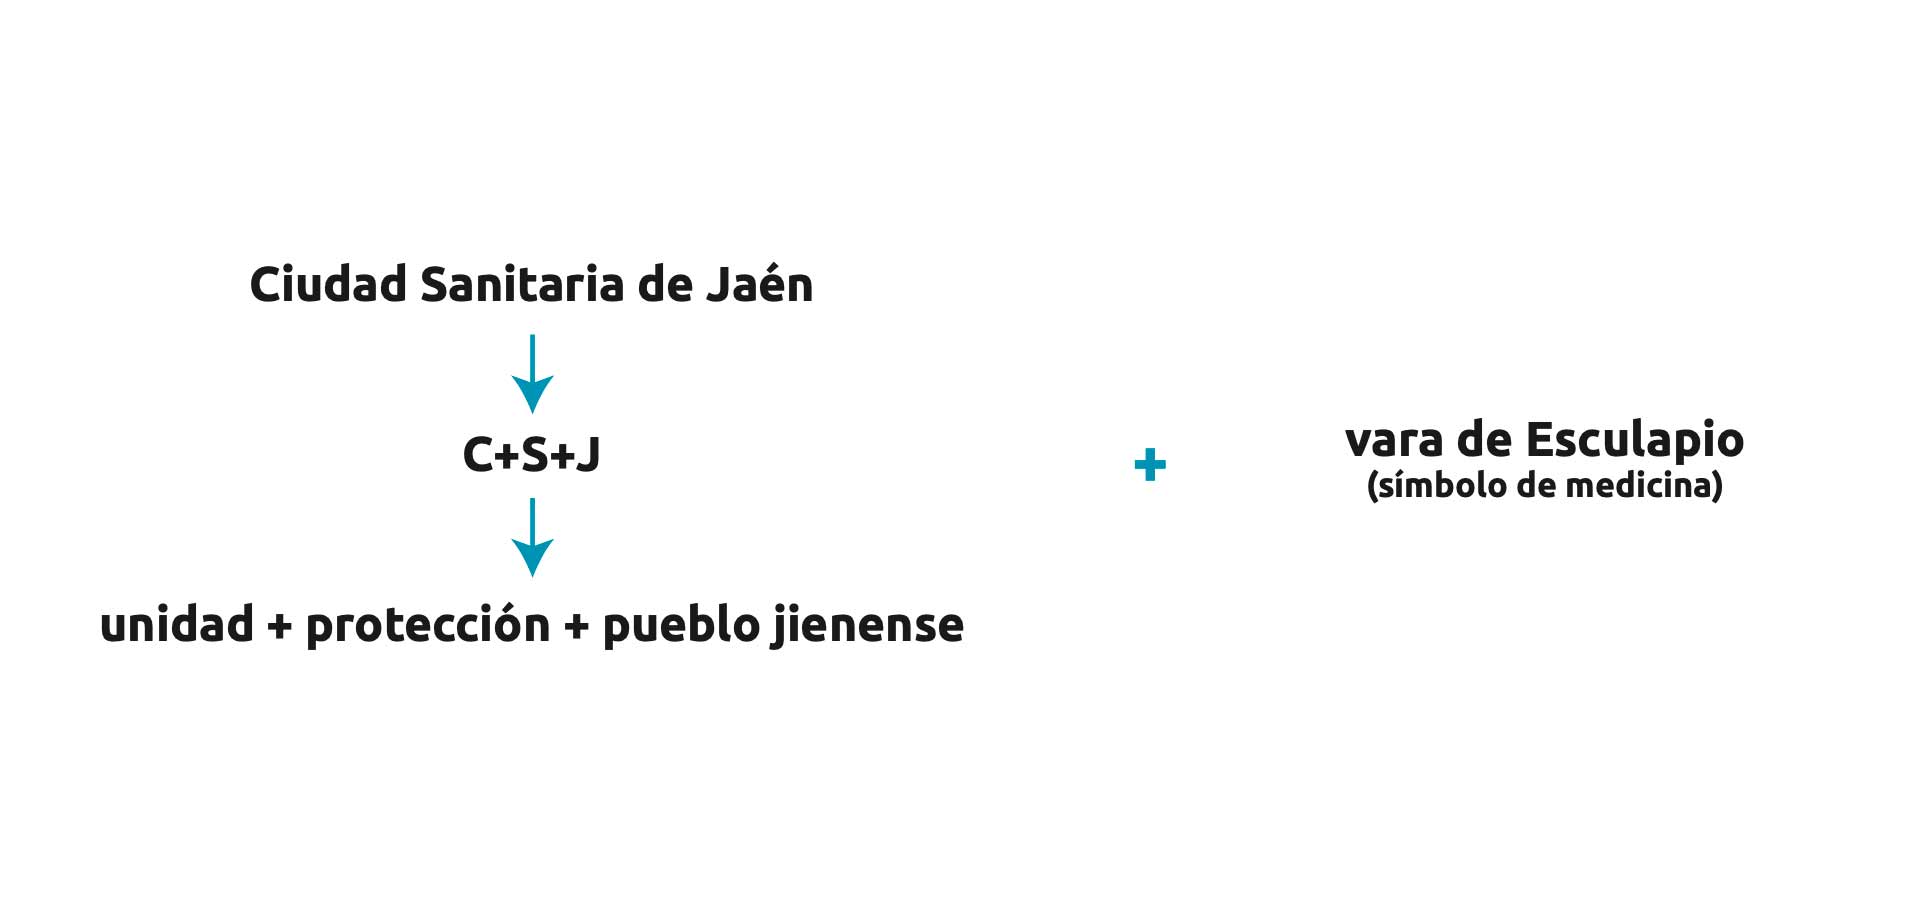 Ciudad Sanitaria de Jaén
C+S+J
unidad + protección + pueblo jienense
+
vara de Esculapio
(símbolo de medicina)